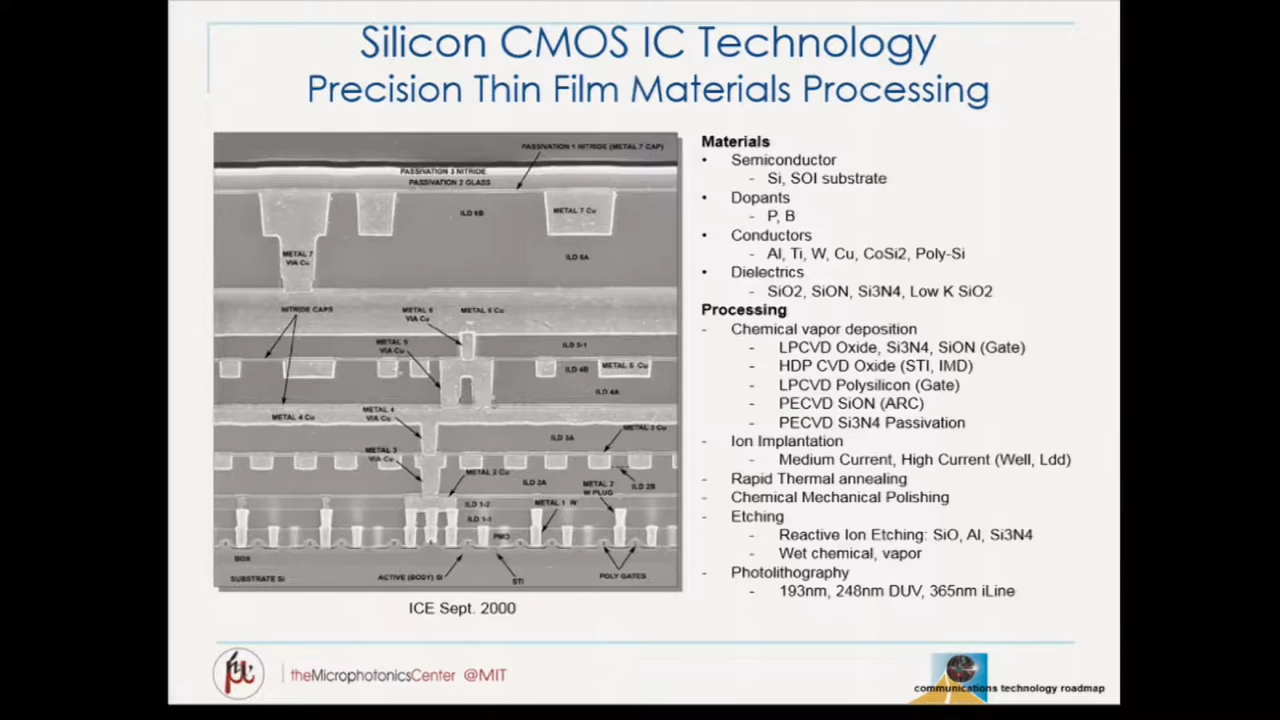 Silicon CMOS IC Technology
Precision Thin Film Materials Processing
PASSIVATION 1 NITRIDE (METAL 7 CAP)
PASSIVATION 3 NITRIDE
PASSIVATION 2 GLASS
ILD 6B
METAL 7 Cu
METAL 7
VIA Cu
ILD 6A
NITRIDE CAPS
METAL 6
VIA Cu
METAL 6 Cu
METAL 5
VIA Cu
ILD 5-1
ILD 4B
METAL 5 Cu
ILD 4A
METAL 4 Cu
METAL 4
VIA Cu
METAL 3 Cu
ILD 3A
METAL 3
VIA Cu
METAL 2 Cu
ILD 2A
METAL 2
W PLUG
ILD 2B
ILD 1-2
METAL 1 W
ILD 1-1
PMD
BOX
SUBSTRATE Si
ACTIVE (BODY) Si
STI
POLY GATES
ICE Sept. 2000
Materials
• Semiconductor
- Si, SOI substrate
• Dopants
- P, B
• Conductors
- Al, Ti, W, Cu, CoSi2, Poly-Si
• Dielectrics
- SiO2, SiON, Si3N4, Low K SiO2
Processing
- Chemical vapor deposition
- LPCVD Oxide, Si3N4, SiON (Gate)
- HDP CVD Oxide (STI, IMD)
- LPCVD Polysilicon (Gate)
- PECVD SiON (ARC)
- PECVD Si3N4 Passivation
- Ion Implantation
- Medium Current, High Current (Well, Ldd)
- Rapid Thermal annealing
- Chemical Mechanical Polishing
- Etching
- Reactive Ion Etching: SiO, Al, Si3N4
- Wet chemical, vapor
- Photolithography
- 193nm, 248nm DUV, 365nm iLine
theMicrophotonicsCenter @MIT
communications technology roadmap